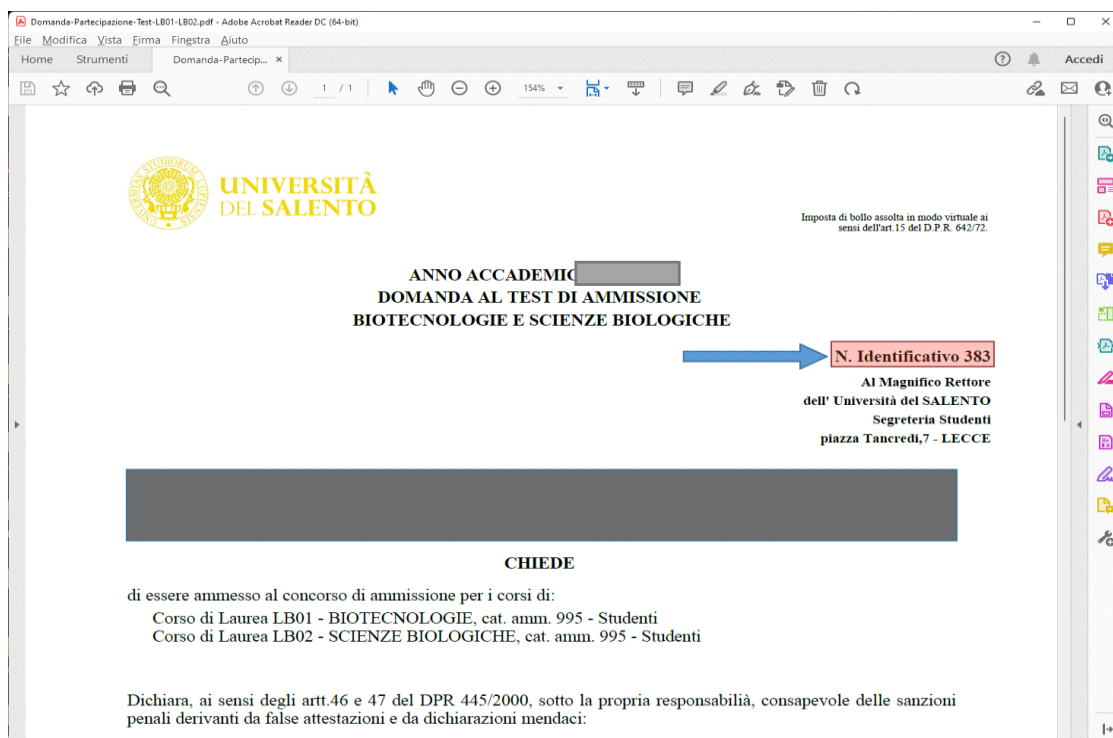 Domanda-Partecipazione-Test-LB01-LB02.pdf - Adobe Acrobat Reader DC (64-bit)
File Modifica Vista Firma Finestra Aiuto
Home Strumenti Domanda-Partecip... × Accedi
1 / 1 154%
UNIVERSITÀ
DEL SALENTO
Imposta di bollo assolta in modo virtuale ai
sensi dell'art.15 del D.P.R. 642/72.
ANNO ACCADEMIC
DOMANDA AL TEST DI AMMISSIONE
BIOTECNOLOGIE E SCIENZE BIOLOGICHE
N. Identificativo 383
Al Magnifico Rettore
dell' Università del SALENTO
Segreteria Studenti
piazza Tancredi,7 - LECCE
CHIEDE
di essere ammesso al concorso di ammissione per i corsi di:
Corso di Laurea LB01 - BIOTECNOLOGIE, cat. amm. 995 - Studenti
Corso di Laurea LB02 - SCIENZE BIOLOGICHE, cat. amm. 995 - Studenti
Dichiara, ai sensi degli artt.46 e 47 del DPR 445/2000, sotto la propria responsabilià, consapevole delle sanzioni
penali derivanti da false attestazioni e da dichiarazioni mendaci: